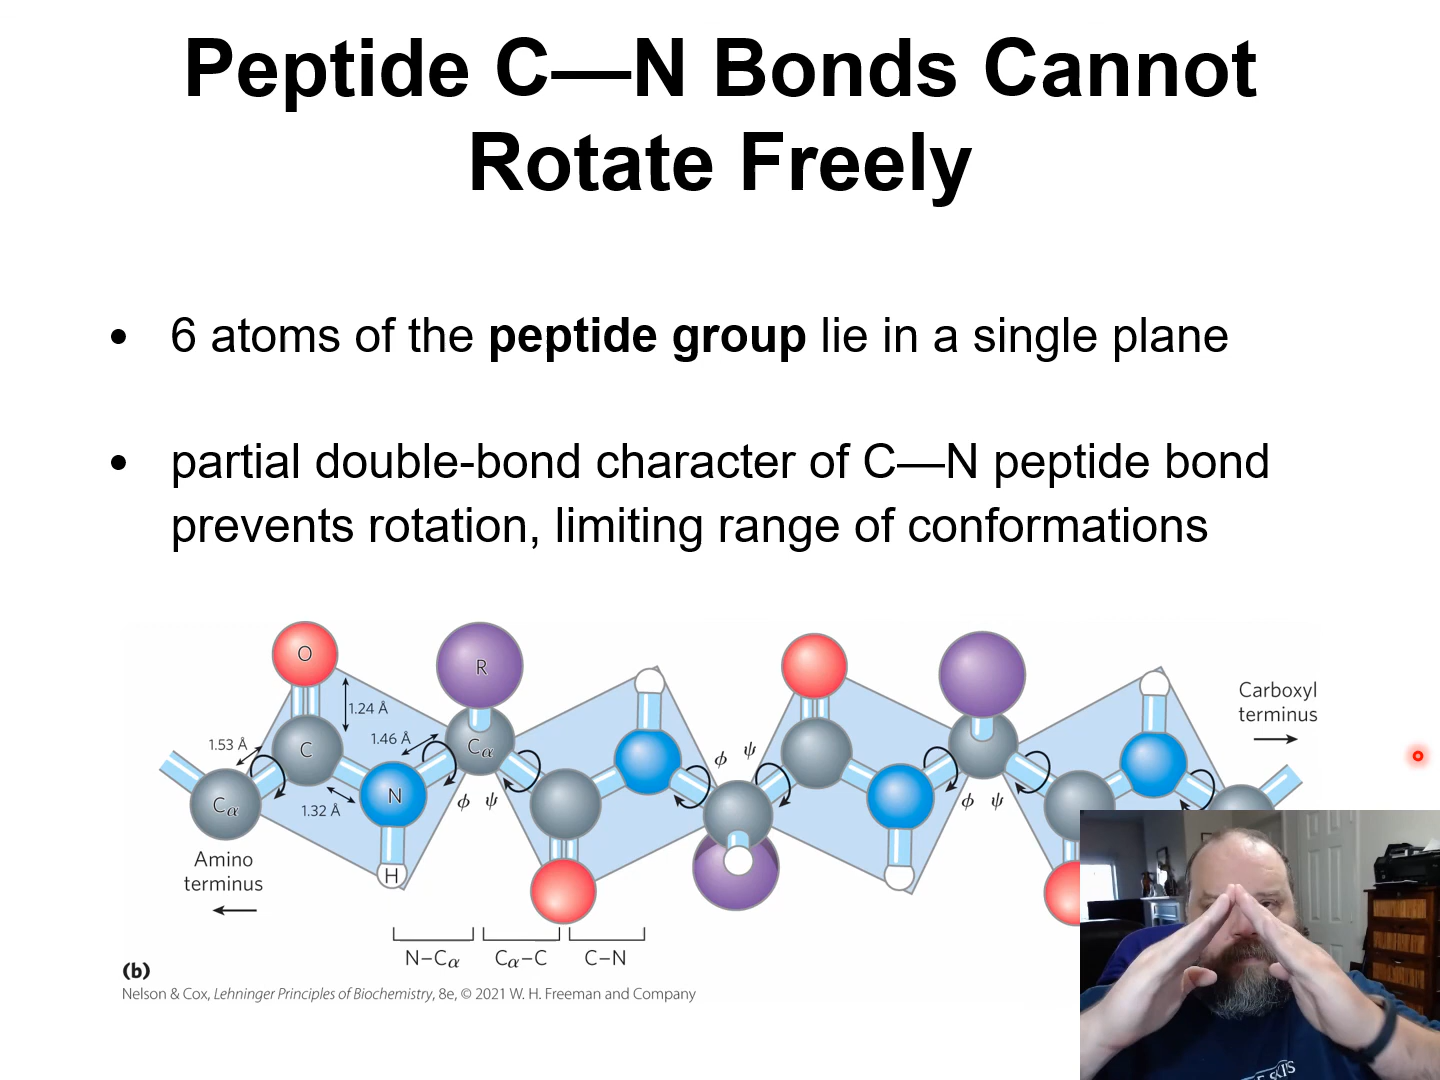 Peptide C—N Bonds Cannot
Rotate Freely
• 6 atoms of the peptide group lie in a single plane
• partial double-bond character of C—N peptide bond
prevents rotation, limiting range of conformations
O
R
1.24 Å
1.53 Å
C
1.46 Å
Cα
Cα
1.32 Å
N
ϕ ψ
H
ϕ ψ
ϕ ψ
Carboxyl
terminus
Amino
terminus
N–Cα
Cα–C
C–N
(b)
Nelson & Cox, Lehninger Principles of Biochemistry, 8e, © 2021 W. H. Freeman and Company